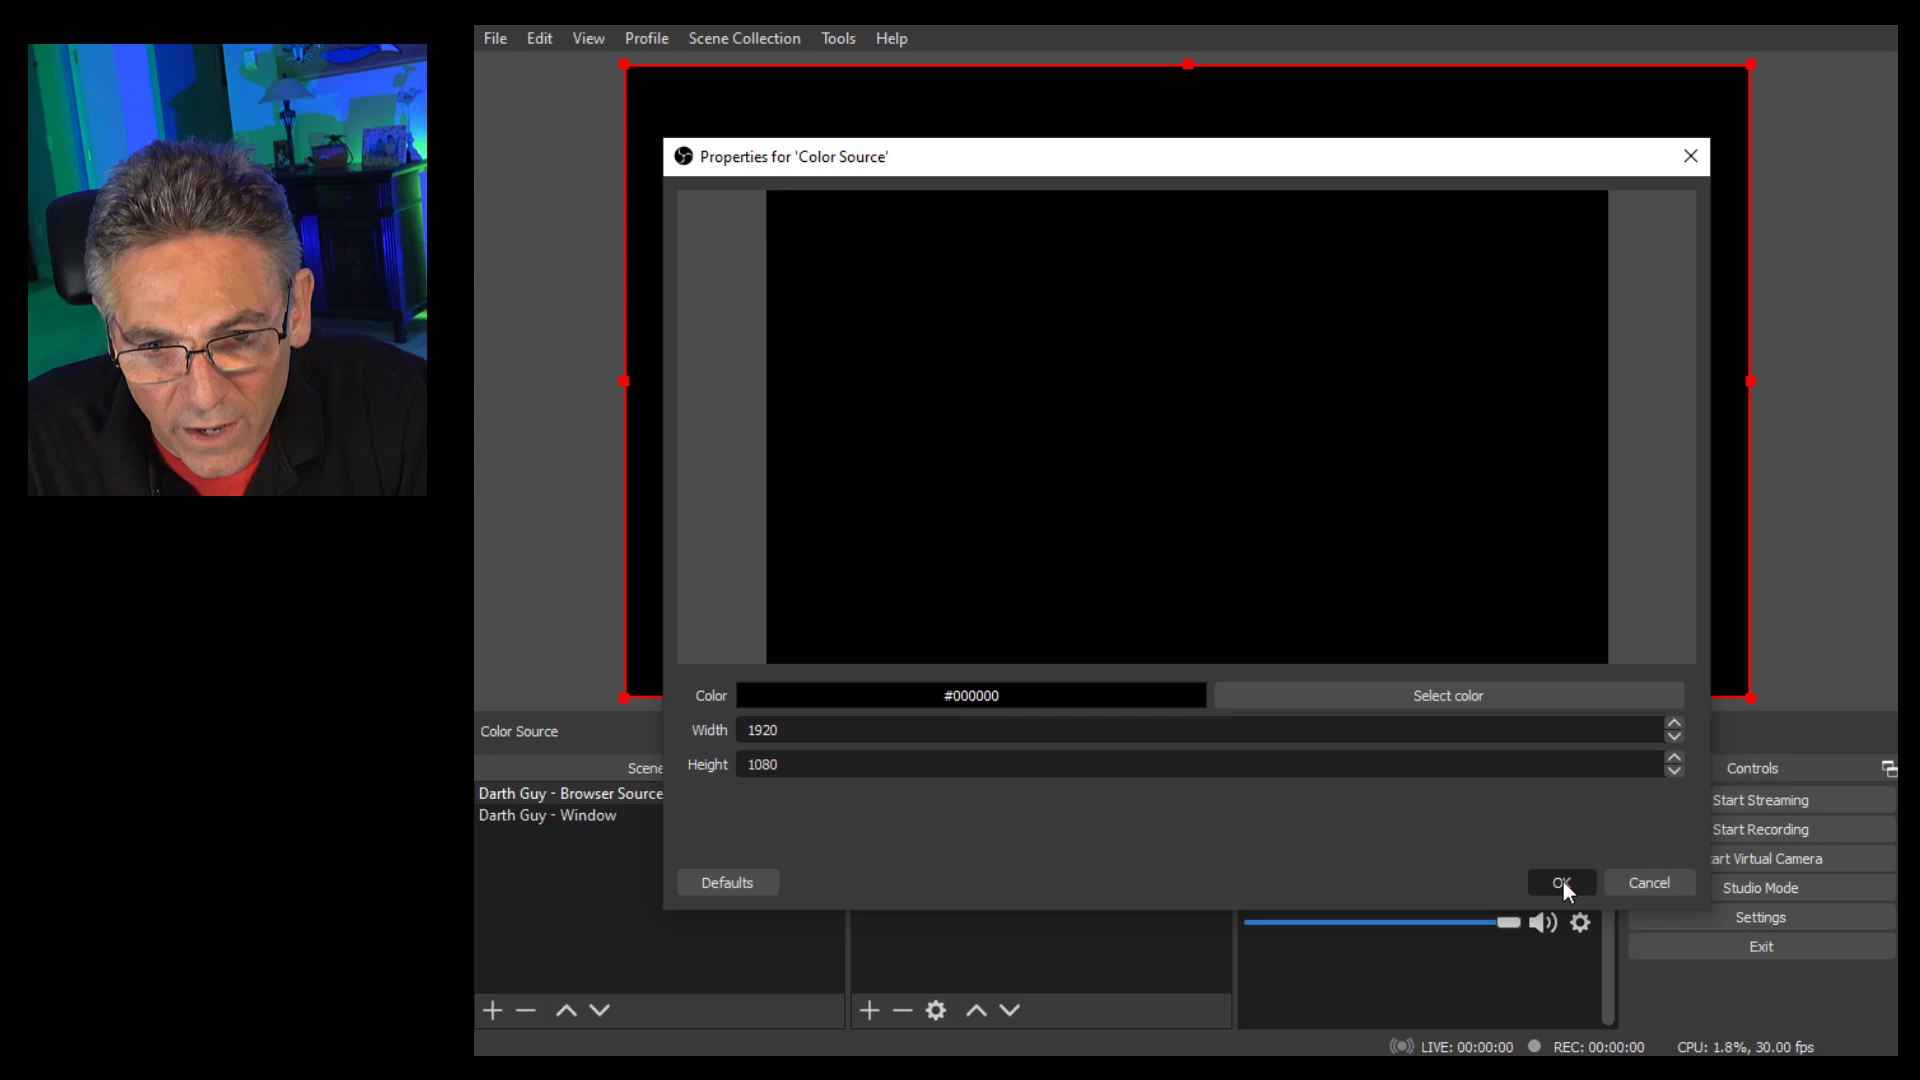 File Edit View Profile Scene Collection Tools Help
Properties for 'Color Source'
Color #000000 Select color
Width 1920
Height 1080
Defaults OK Cancel
Color Source
Scene
Darth Guy - Browser Source
Darth Guy - Window
Controls
Start Streaming
Start Recording
art Virtual Camera
Studio Mode
Settings
Exit
LIVE: 00:00:00 REC: 00:00:00 CPU: 1.8%, 30.00 fps